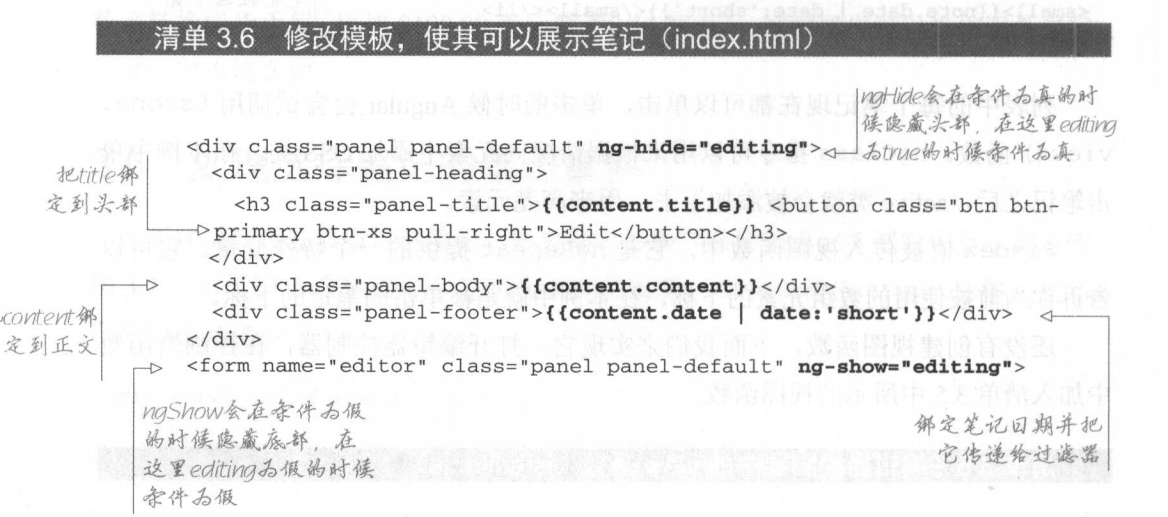 清单 3.6 修改模板，使其可以展示笔记（index.html）
ngHide会在条件为真的时
候隐藏头部，在这里editing
为true的时候条件为真
<div class="panel panel-default" ng-hide="editing">
把title绑
定到头部
<div class="panel-heading">
<h3 class="panel-title">{{content.title}} <button class="btn btn-
primary btn-xs pull-right">Edit</button></h3>
</div>
content绑
定到正文
<div class="panel-body">{{content.content}}</div>
<div class="panel-footer">{{content.date | date:'short'}}</div>
</div>
<form name="editor" class="panel panel-default" ng-show="editing">
ngShow会在条件为假
的时候隐藏底部 在
这里editing为假的时候
条件为假
绑定笔记日期并把
它传递给过滤器